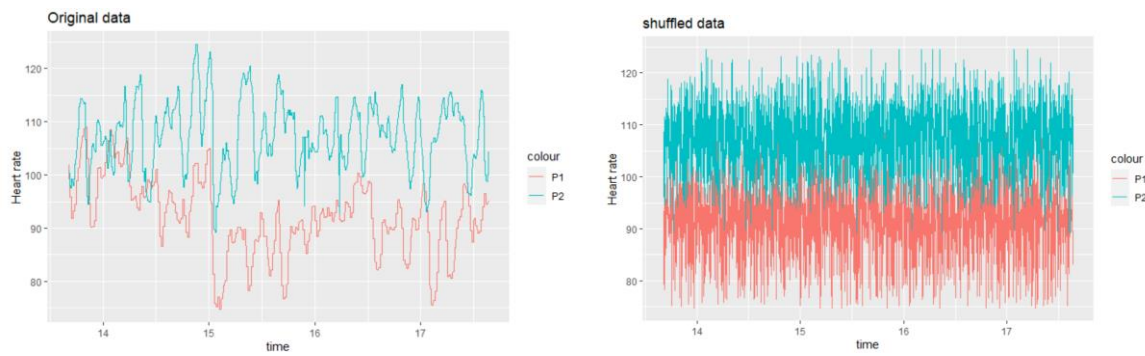 Original data
Heart rate
120
110
100
90
80
14
15
16
17
time
colour
P1
P2
shuffled data
Heart rate
120
110
100
90
80
14
15
16
17
time
colour
P1
P2